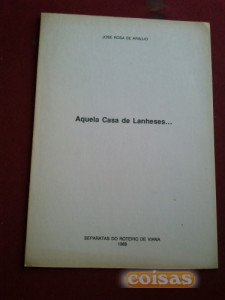 JOSÉ ROSA DE ARAÚJO
Aquela Casa de Lanheses...
SEPARATAS DO ROTEIRO DE VIANA
coisas